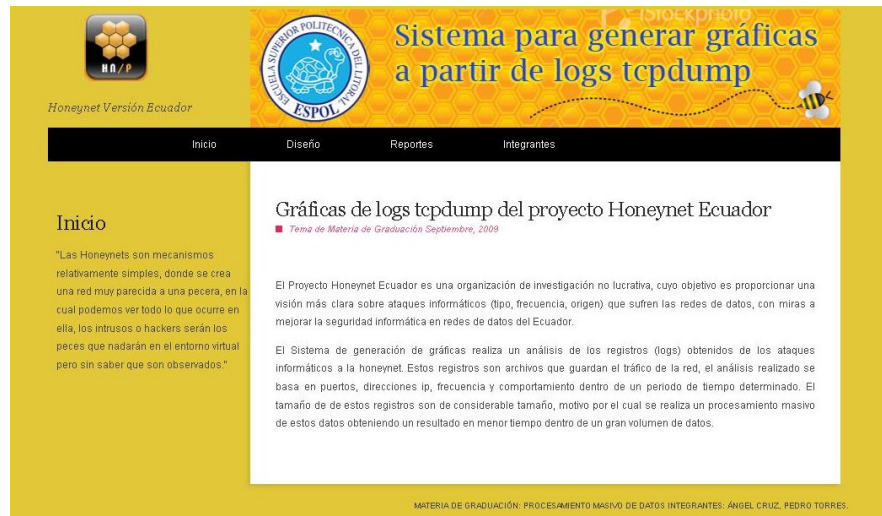 iStockphoto
HN/P
ESCUELA SUPERIOR POLITECNICA DEL LITORAL
ESPOL
Sistema para generar gráficas
a partir de logs tcpdump
Honeynet Versión Ecuador
Inicio Diseño Reportes Integrantes
Inicio
"Las Honeynets son mecanismos
relativamente simples, donde se crea
una red muy parecida a una pecera, en la
cual podemos ver todo lo que ocurre en
ella, los intrusos o hackers serán los
peces que nadarán en el entorno virtual
pero sin saber que son observados."
Gráficas de logs tcpdump del proyecto Honeynet Ecuador
Tema de Materia de Graduación Septiembre, 2009
El Proyecto Honeynet Ecuador es una organización de investigación no lucrativa, cuyo objetivo es proporcionar una
visión más clara sobre ataques informáticos (tipo, frecuencia, origen) que sufren las redes de datos, con miras a
mejorar la seguridad informática en redes de datos del Ecuador.
El Sistema de generación de gráficas realiza un análisis de los registros (logs) obtenidos de los ataques
informáticos a la honeynet. Estos registros son archivos que guardan el tráfico de la red, el análisis realizado se
basa en puertos, direcciones ip, frecuencia y comportamiento dentro de un periodo de tiempo determinado. El
tamaño de de estos registros son de considerable tamaño, motivo por el cual se realiza un procesamiento masivo
de estos datos obteniendo un resultado en menor tiempo dentro de un gran volumen de datos.
MATERIA DE GRADUACIÓN: PROCESAMIENTO MASIVO DE DATOS INTEGRANTES: ÁNGEL CRUZ, PEDRO TORRES.